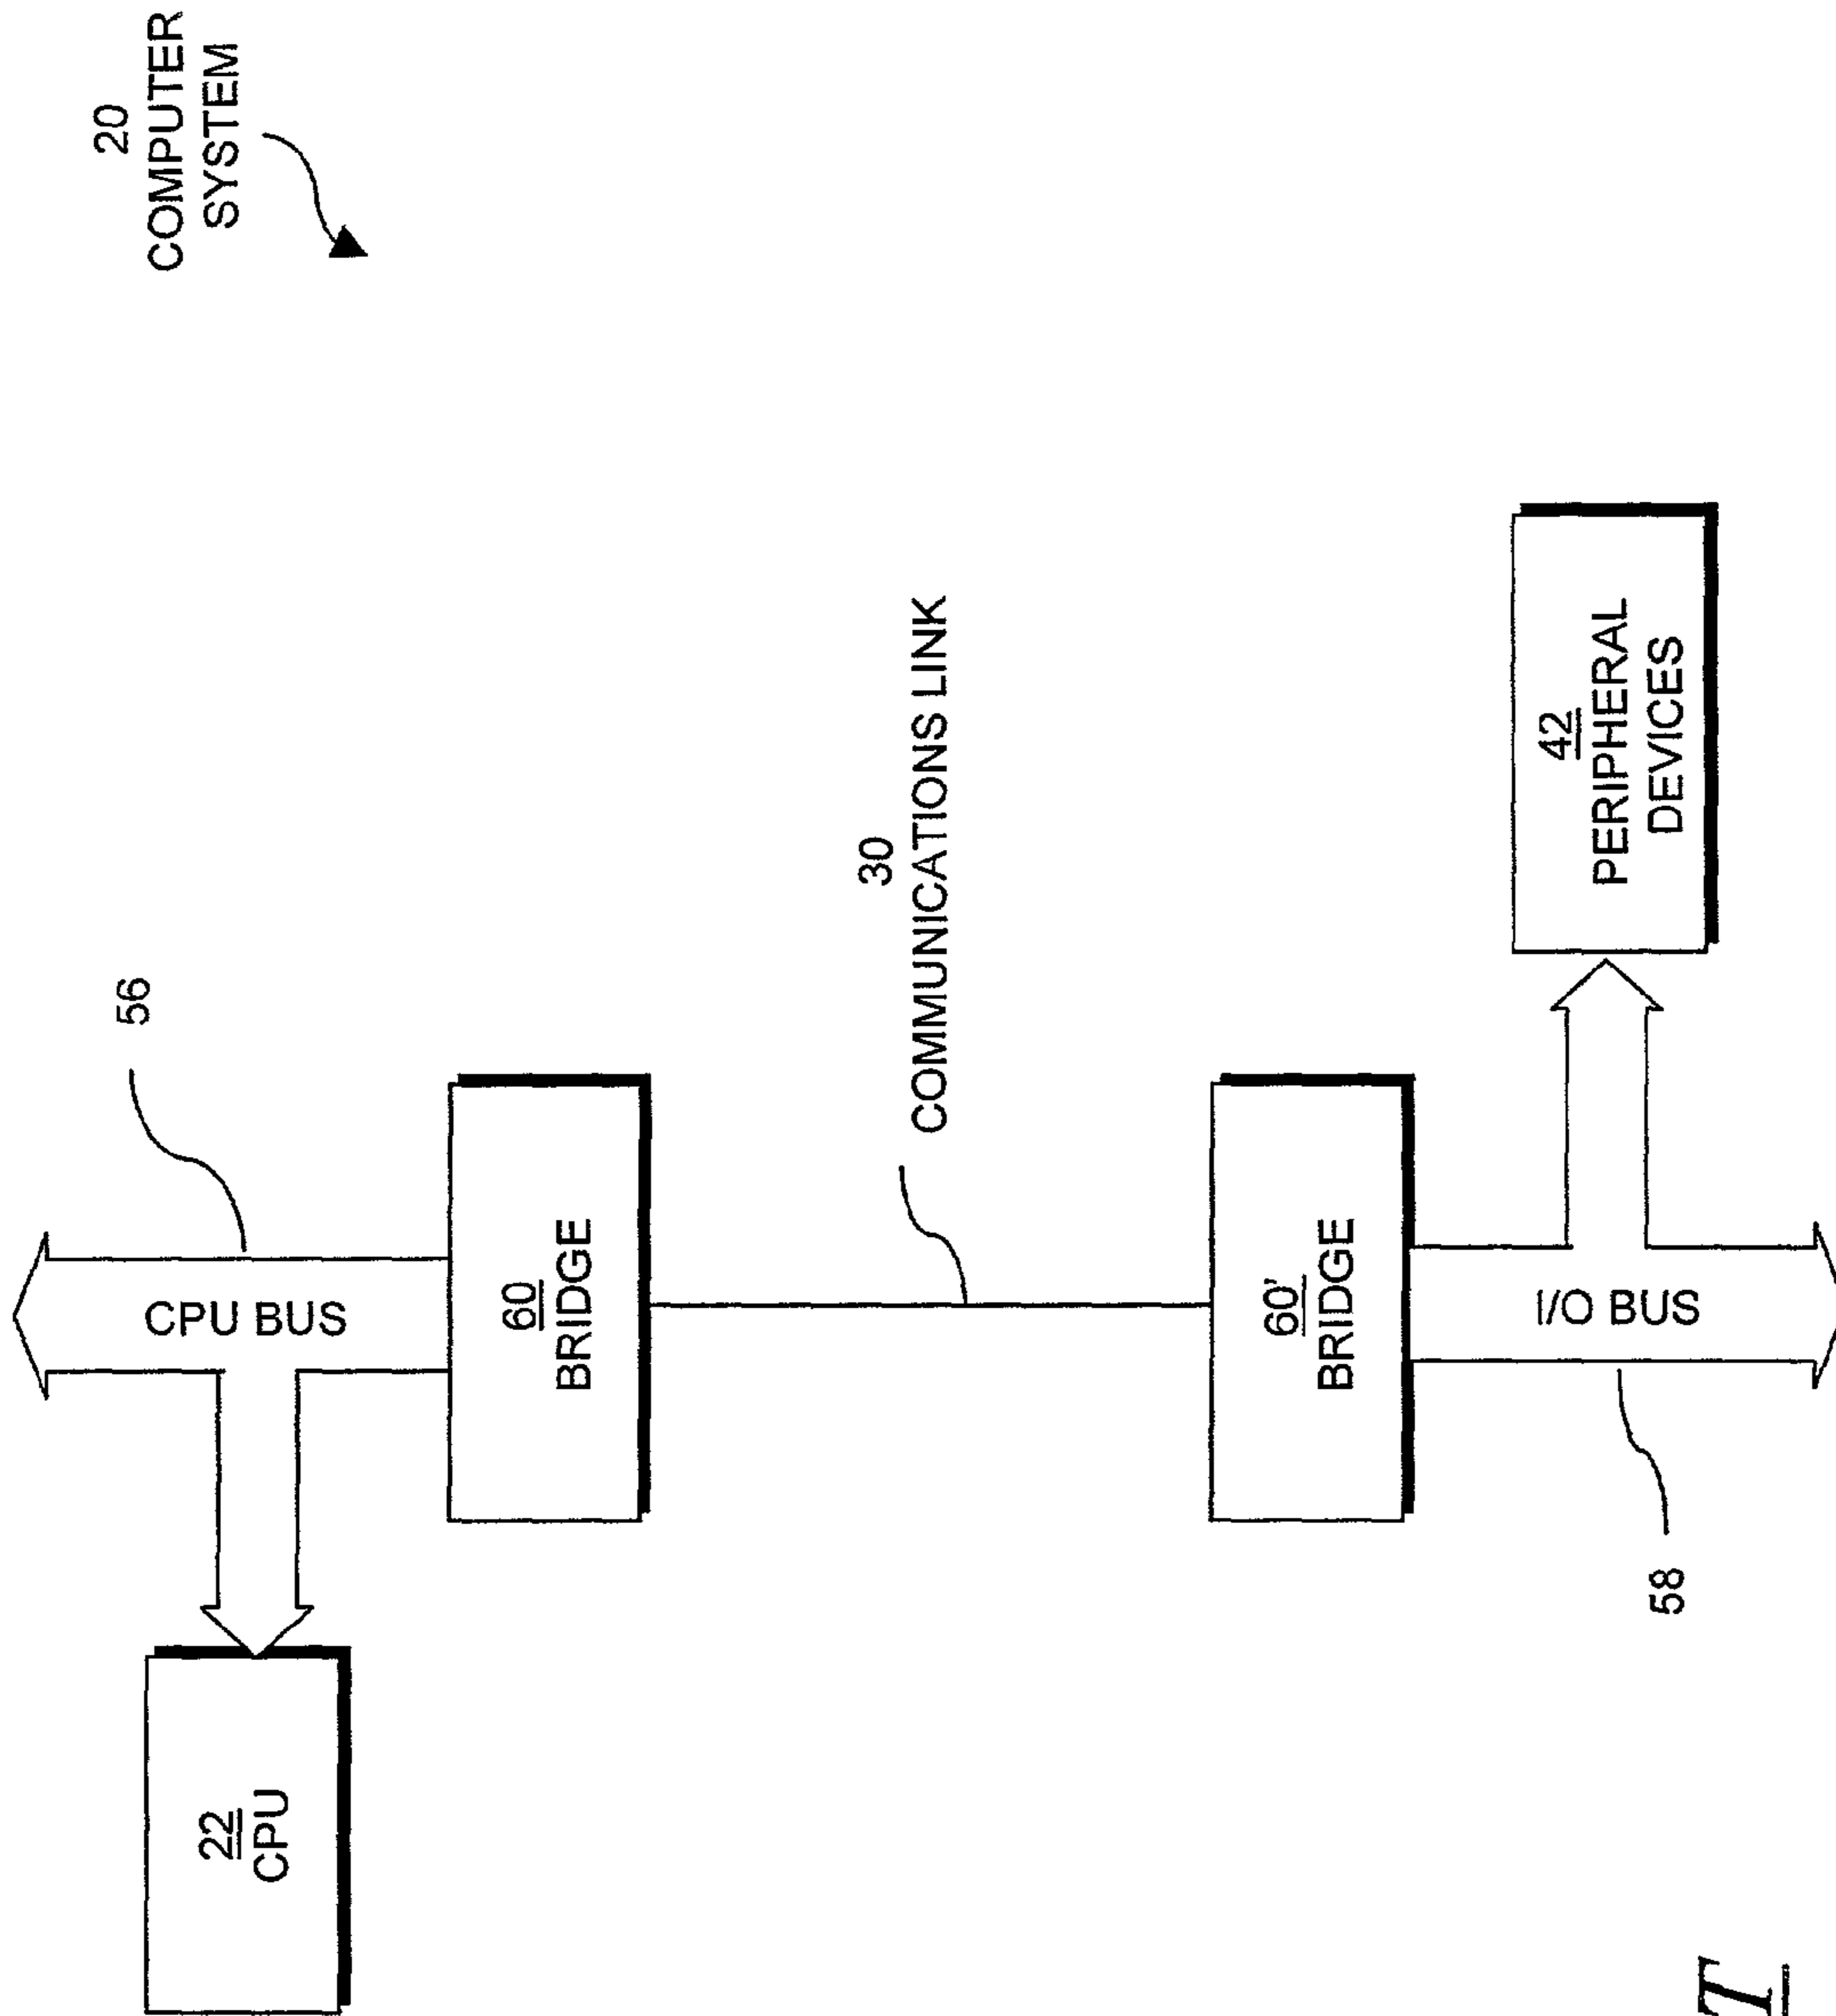 20
COMPUTER
SYSTEM
56
CPU BUS
22
CPU
60
BRIDGE
30
COMMUNICATIONS LINK
60'
BRIDGE
42
PERIPHERAL
DEVICES
I/O BUS
58